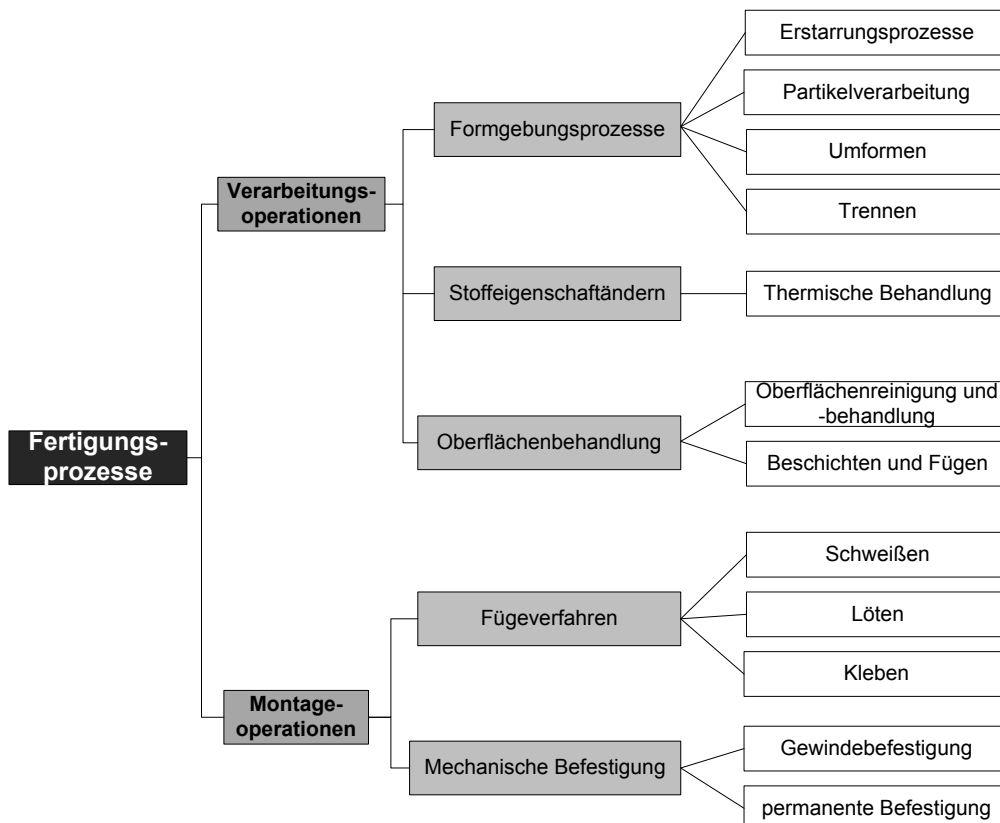 Erstarrungsprozesse
Partikelverarbeitung
Formgebungsprozesse
Umformen
Verarbeitungs-
operationen
Trennen
Stoffeigenschaftändern
Thermische Behandlung
Oberflächenreinigung und
-behandlung
Oberflächenbehandlung
Fertigungs-
prozesse
Beschichten und Fügen
Schweißen
Fügeverfahren
Löten
Kleben
Montage-
operationen
Gewindebefestigung
Mechanische Befestigung
permanente Befestigung